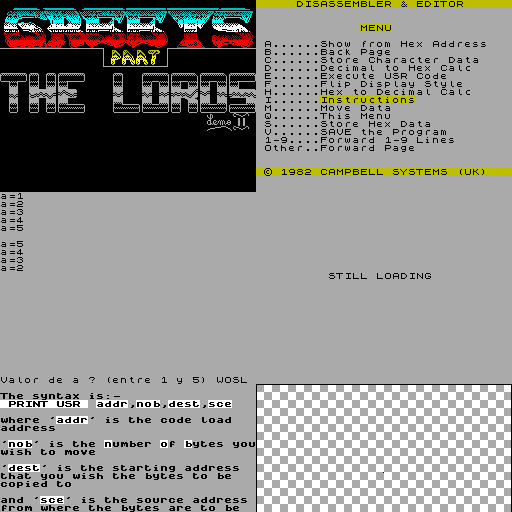 GREETS
PART
THE LORDS
Demo II
DISASSEMBLER & EDITOR
MENU
A......Show from Hex Address
B......Back Page
C......Store Character Data
D......Decimal to Hex Calc
E......Execute USR Code
F......Flip Display Style
H......Hex to Decimal Calc
I......Instructions
M......Move Data
Q......This Menu
S......Store Hex Data
V......SAVE the Program
1-9....Forward 1-9 Lines
Other..Forward Page
© 1982 CAMPBELL SYSTEMS (UK)
a=1
a=2
a=3
a=4
a=5
a=5
a=4
a=3
a=2
Valor de a ? (entre 1 y 5) WOSL
STILL LOADING
The syntax is:-
PRINT USR addr,nob,dest,sce
where 'addr' is the code load
address
'nob' is the number of bytes you
wish to move
'dest' is the starting address
that you wish the bytes to be
copied to
and 'sce' is the source address
from where the bytes are to be